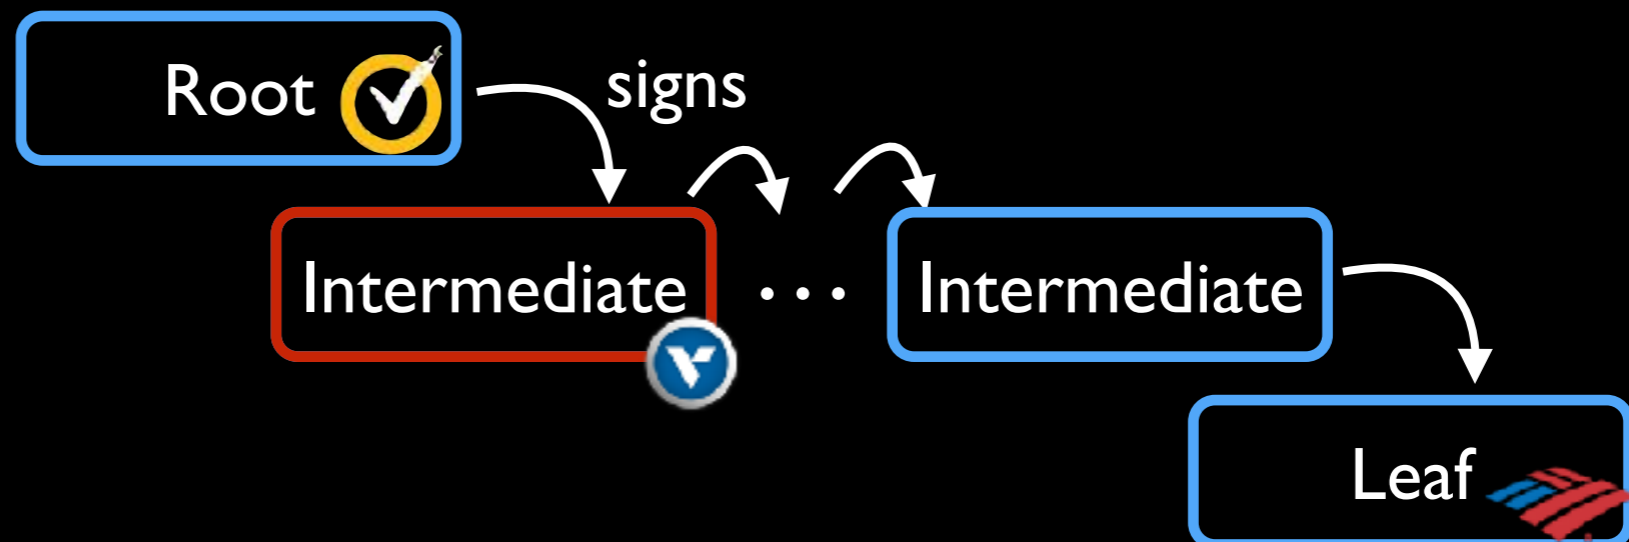 Root
signs
Intermediate
...
Intermediate
Leaf